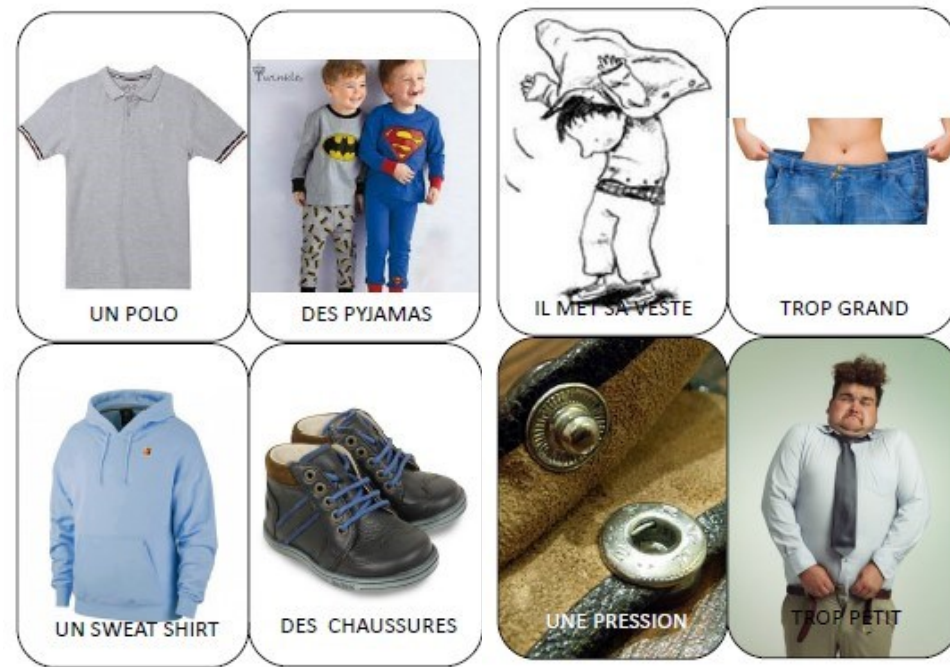 Twinkle
UN POLO
DES PYJAMAS
IL MET SA VESTE
TROP GRAND
UN SWEAT SHIRT
DES CHAUSSURES
UNE PRESSION
TROP PETIT